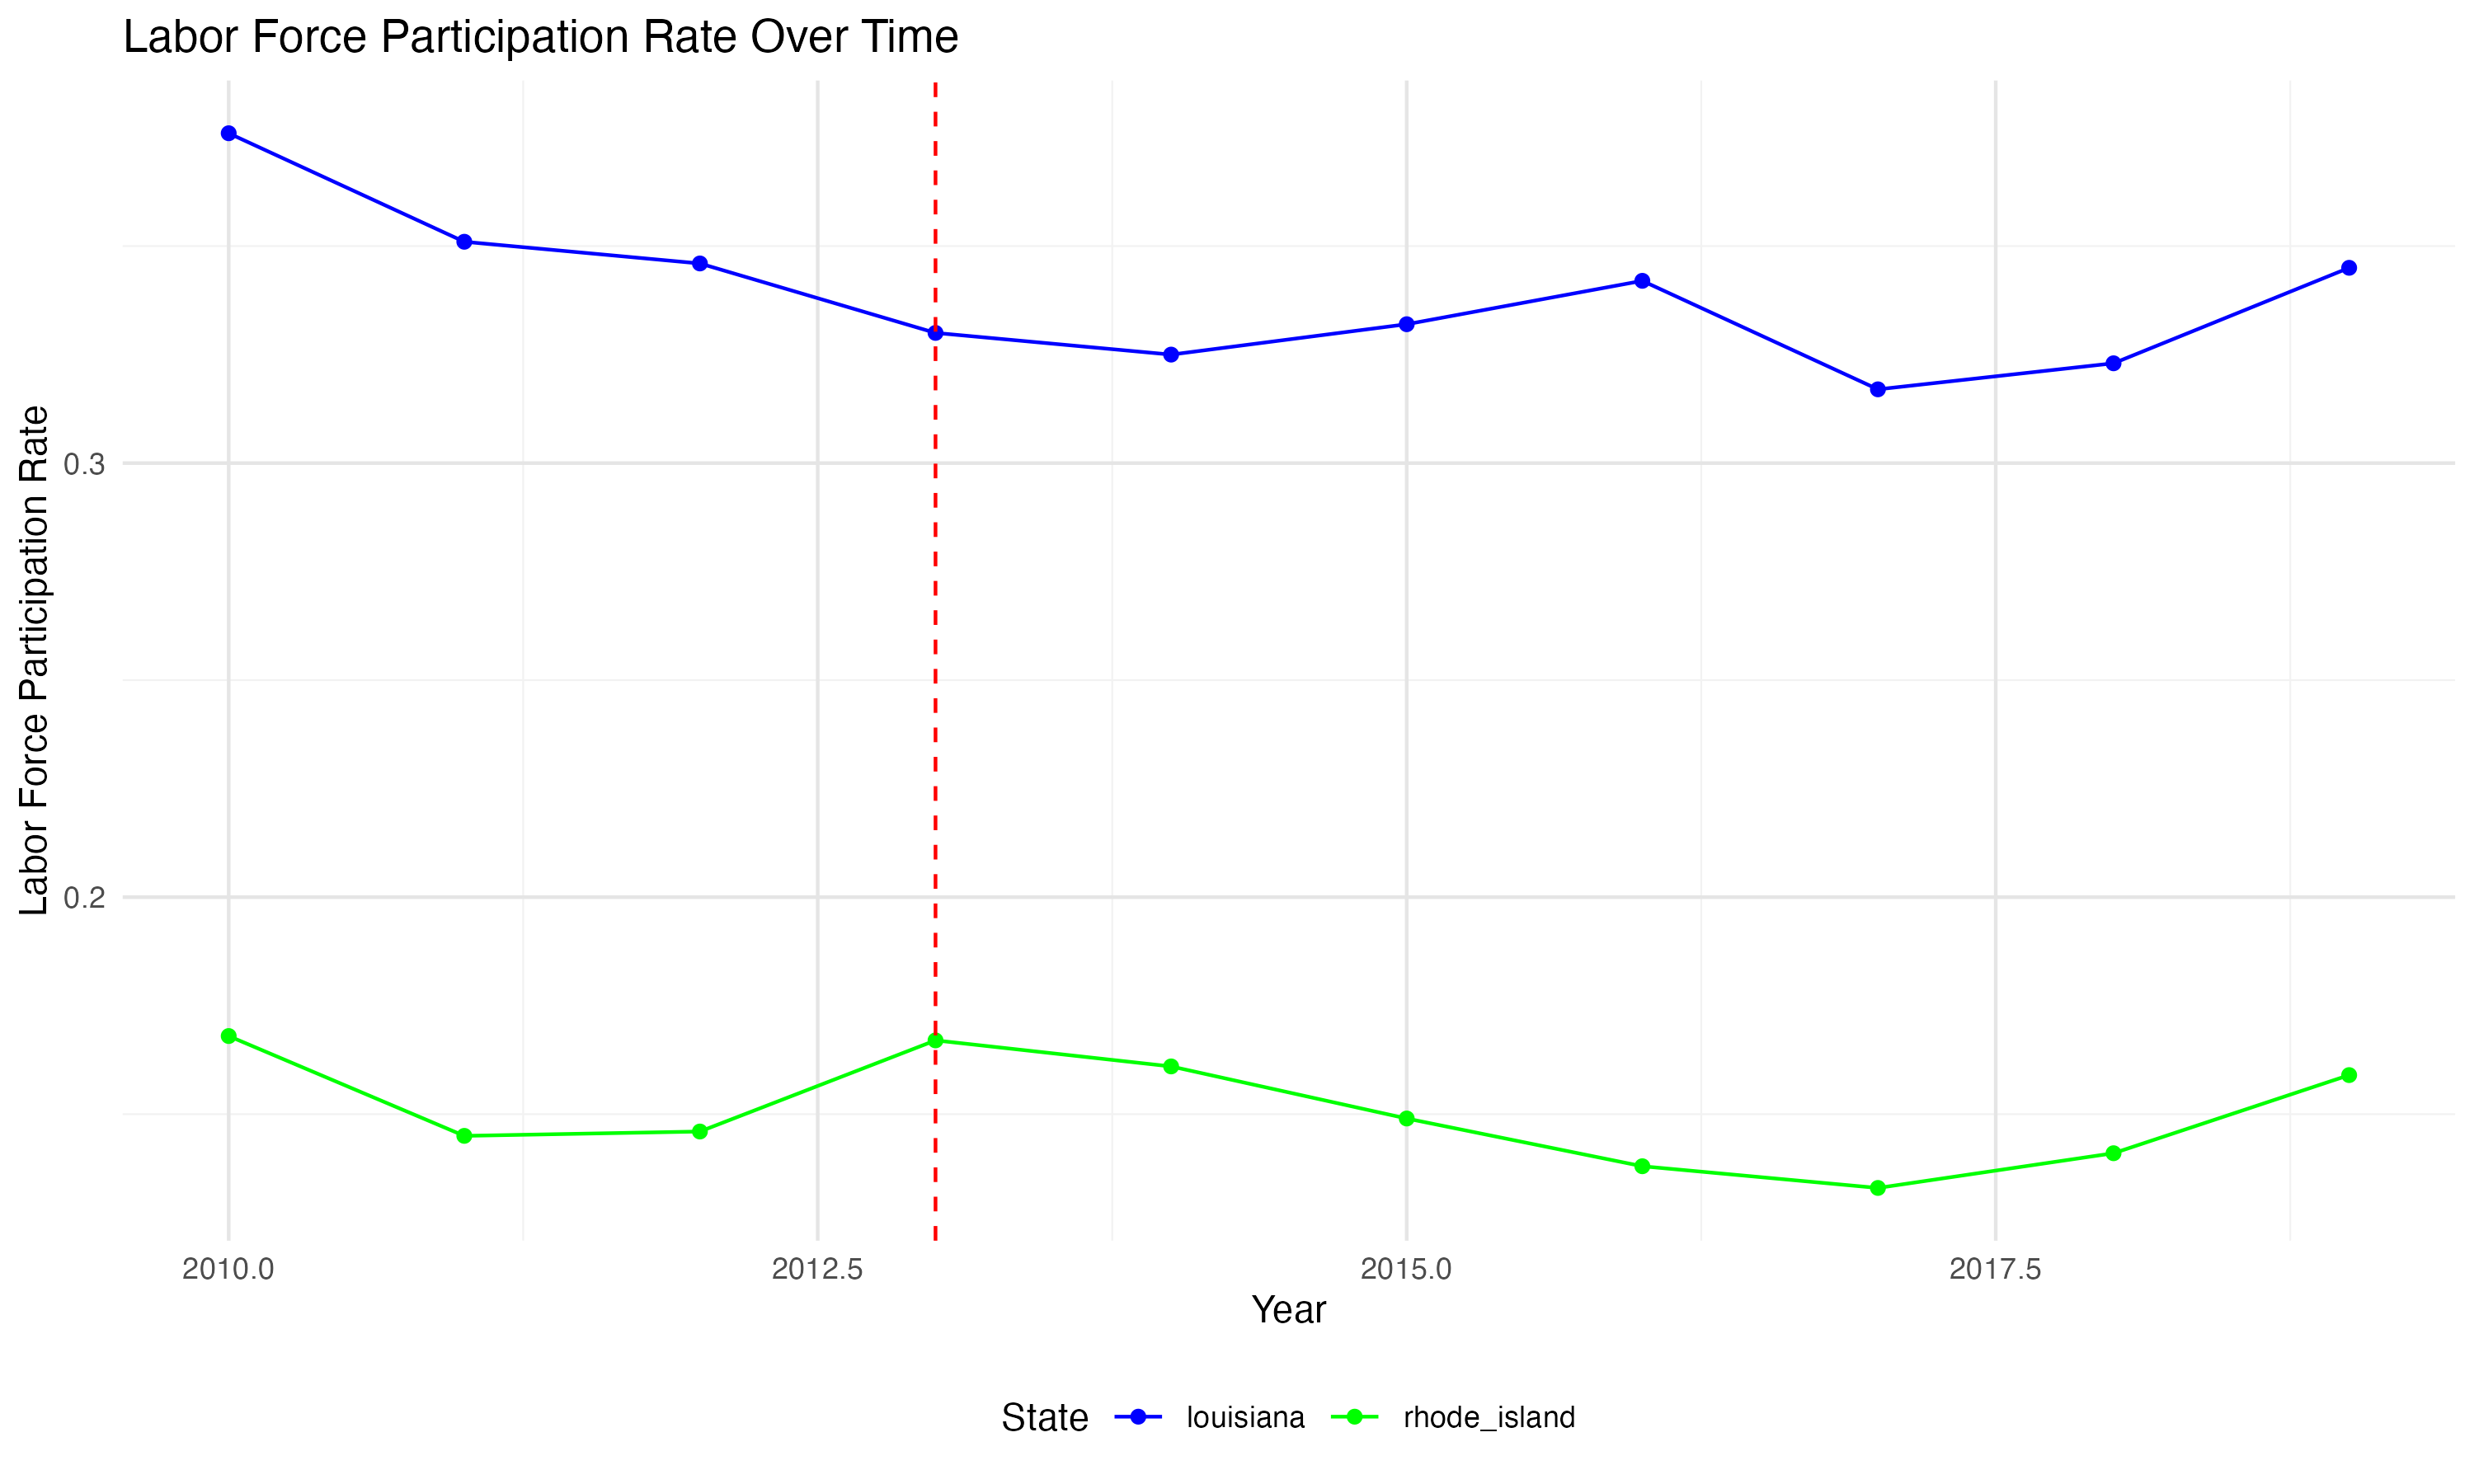 Labor Force Participation Rate Over Time
Labor Force Participation Rate
0.3
0.2
2010.0 2012.5 2015.0 2017.5
Year
State louisiana rhode_island